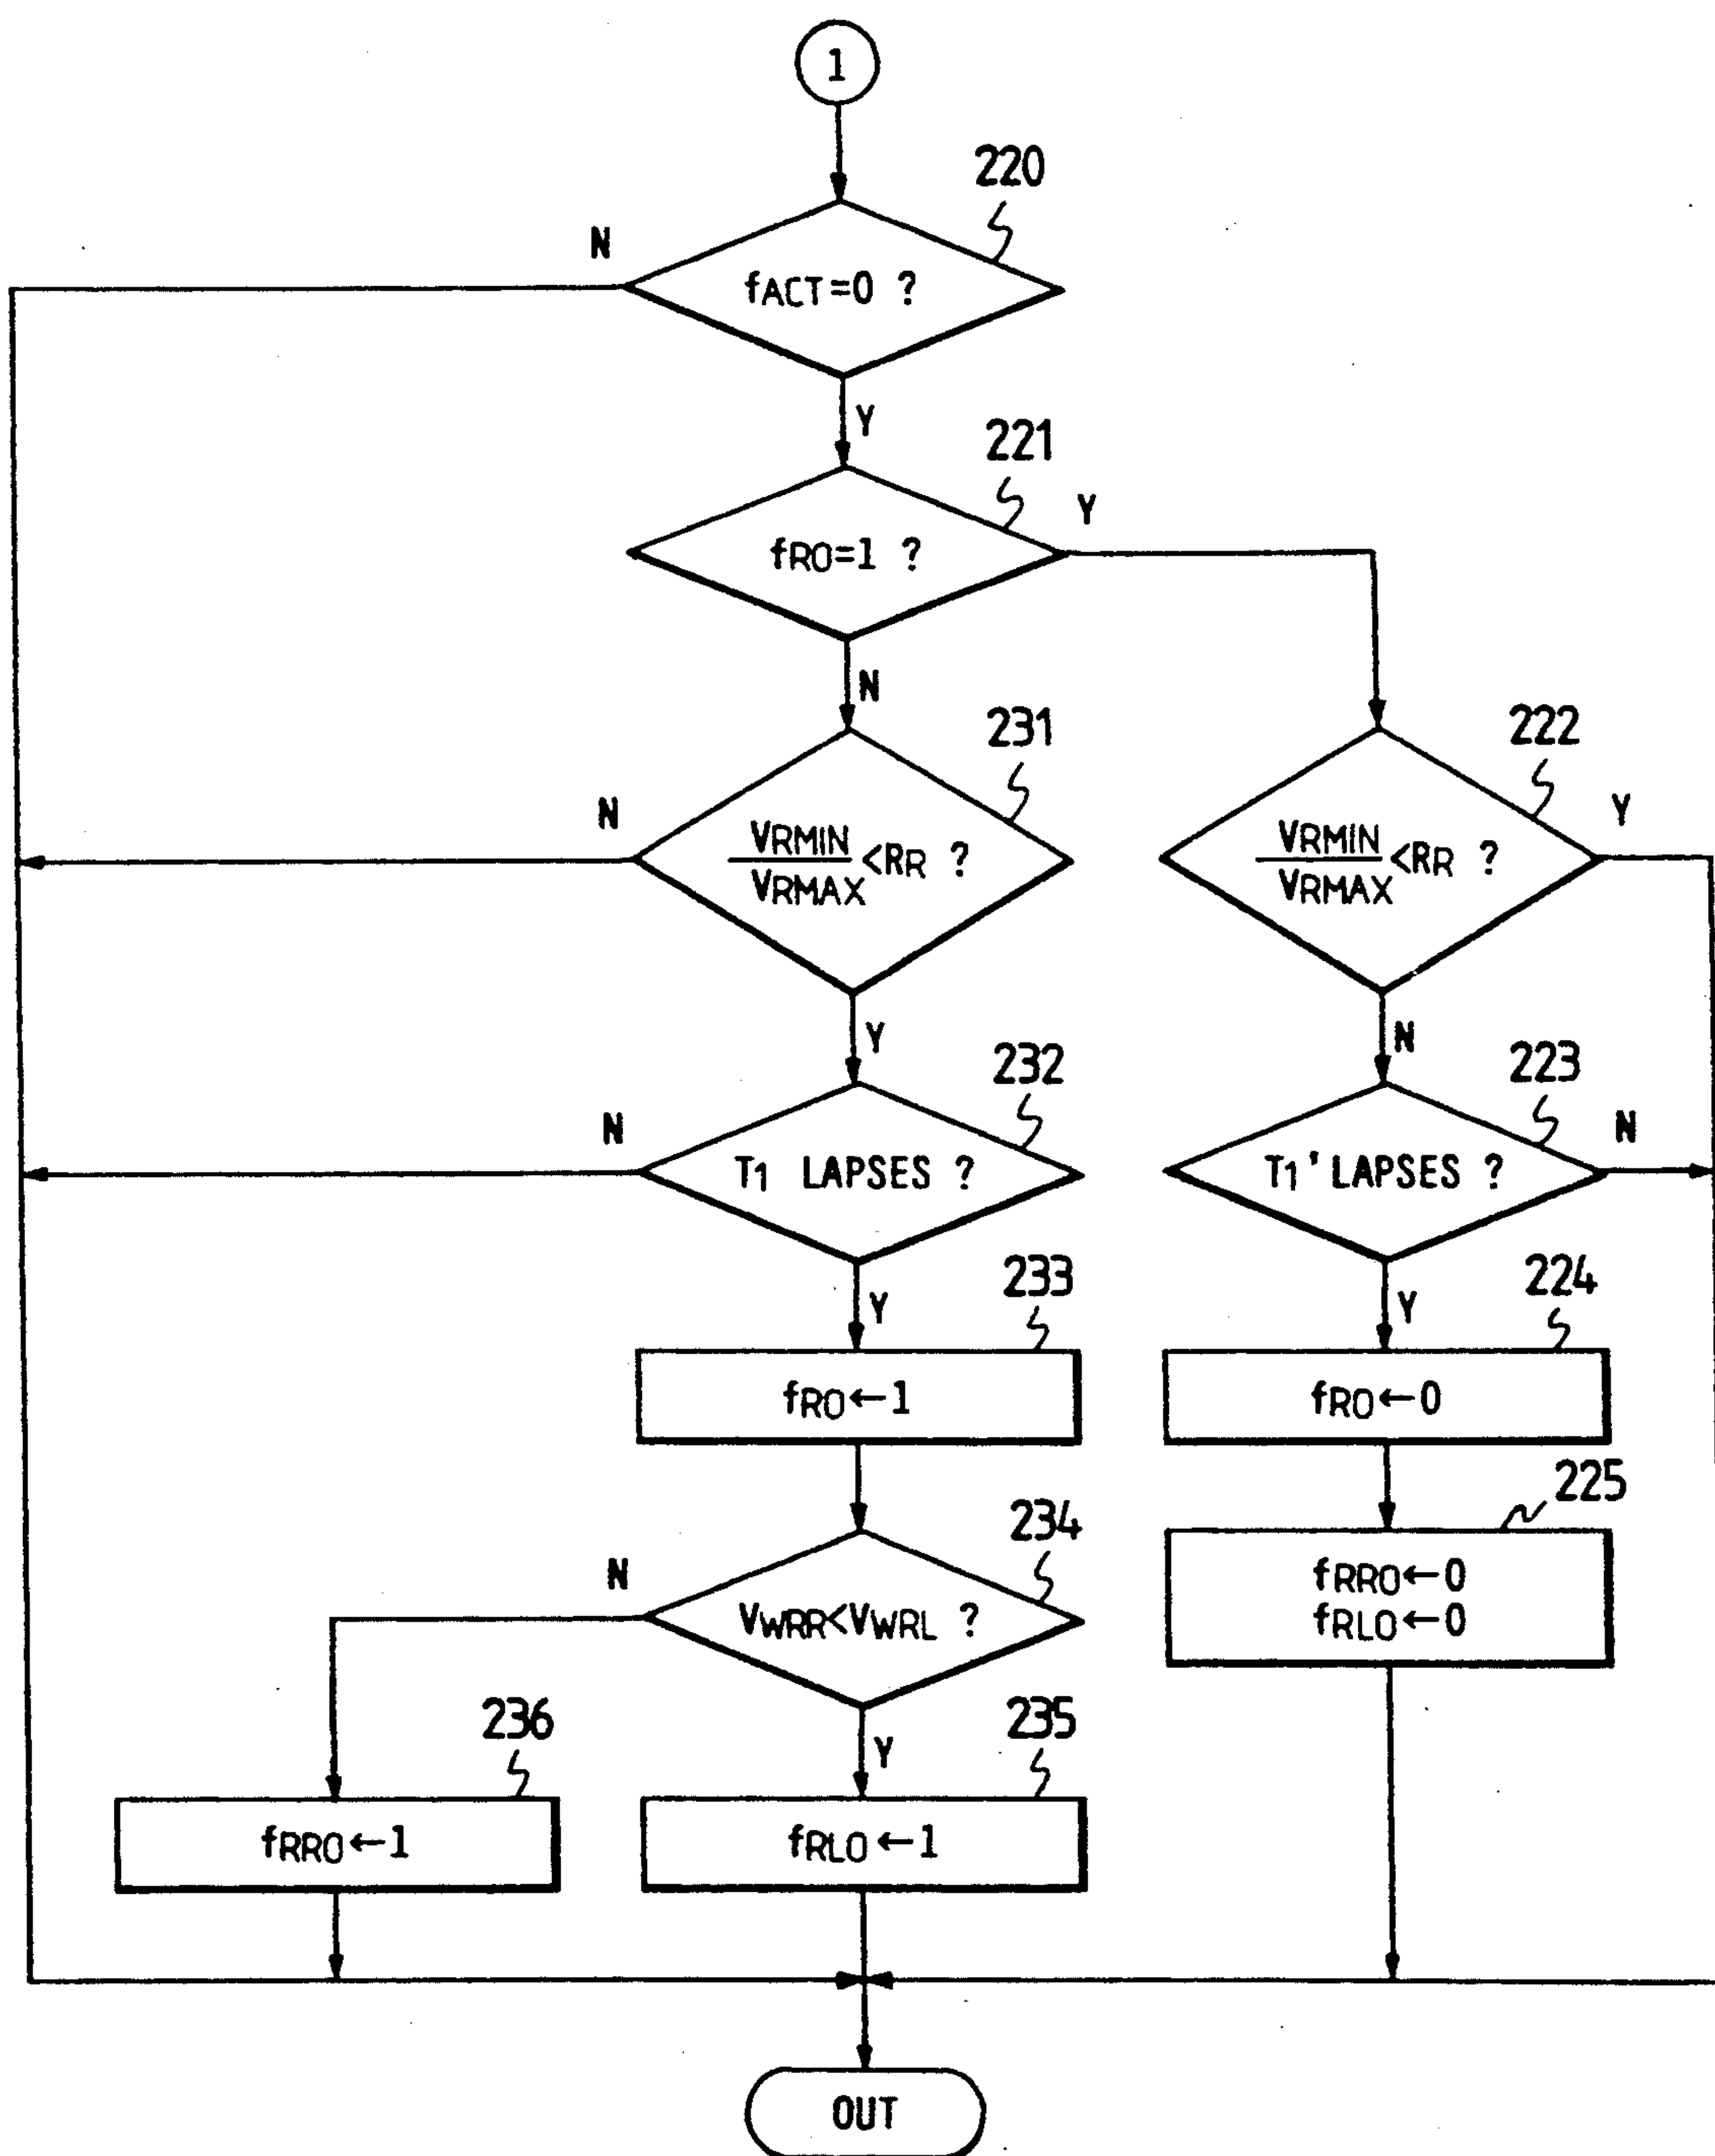 1
220
N
fACT=0 ?
Y
221
Y
fRO=1 ?
N
231
222
N
VRMIN
VRMAX
<RR ?
VRMIN
VRMAX
<RR ?
Y
Y
N
232
223
N
T1 LAPSES ?
T1' LAPSES ?
N
Y
Y
233
224
fRO←1
fRO←0
225
234
N
VWRR<VWRL ?
fRRO←0
fRLO←0
236
Y
235
fRRO←1
fRLO←1
OUT